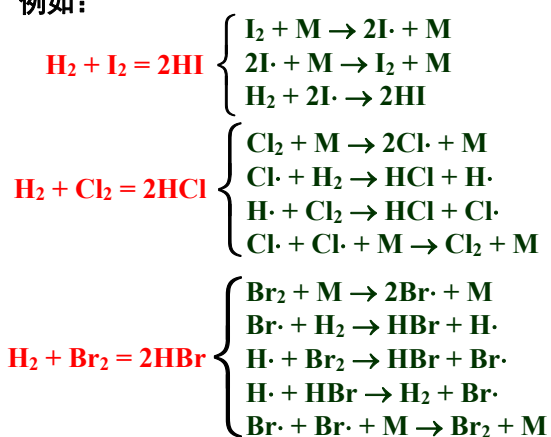 例如：
I₂ + M → 2I· + M
H₂ + I₂ = 2HI
2I· + M → I₂ + M
H₂ + 2I· → 2HI
Cl₂ + M → 2Cl· + M
Cl· + H₂ → HCl + H·
H₂ + Cl₂ = 2HCl
H· + Cl₂ → HCl + Cl·
Cl· + Cl· + M → Cl₂ + M
Br₂ + M → 2Br· + M
Br· + H₂ → HBr + H·
H₂ + Br₂ = 2HBr
H· + Br₂ → HBr + Br·
H· + HBr → H₂ + Br·
Br· + Br· + M → Br₂ + M